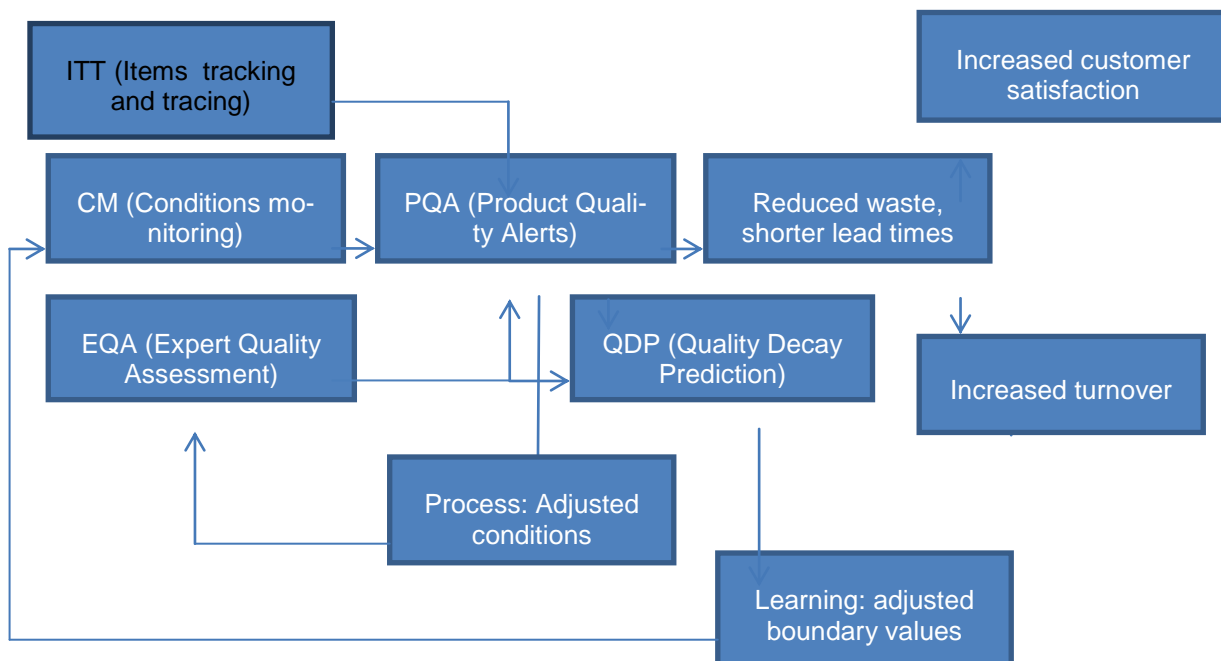 ITT (Items tracking
and tracing)
Increased customer
satisfaction
CM (Conditions mo-
nitoring)
PQA (Product Quali-
ty Alerts)
Reduced waste,
shorter lead times
EQA (Expert Quality
Assessment)
QDP (Quality Decay
Prediction)
Increased turnover
Process: Adjusted
conditions
Learning: adjusted
boundary values